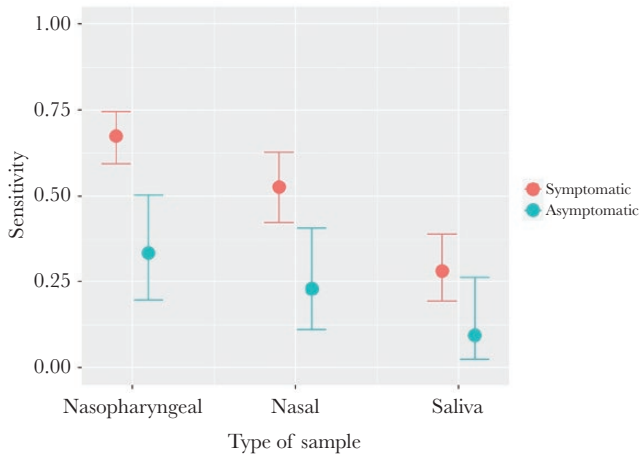 1.00
0.75
0.50
0.25
0.00
Sensitivity
Nasopharyngeal Nasal Saliva
Type of sample
Symptomatic
Asymptomatic